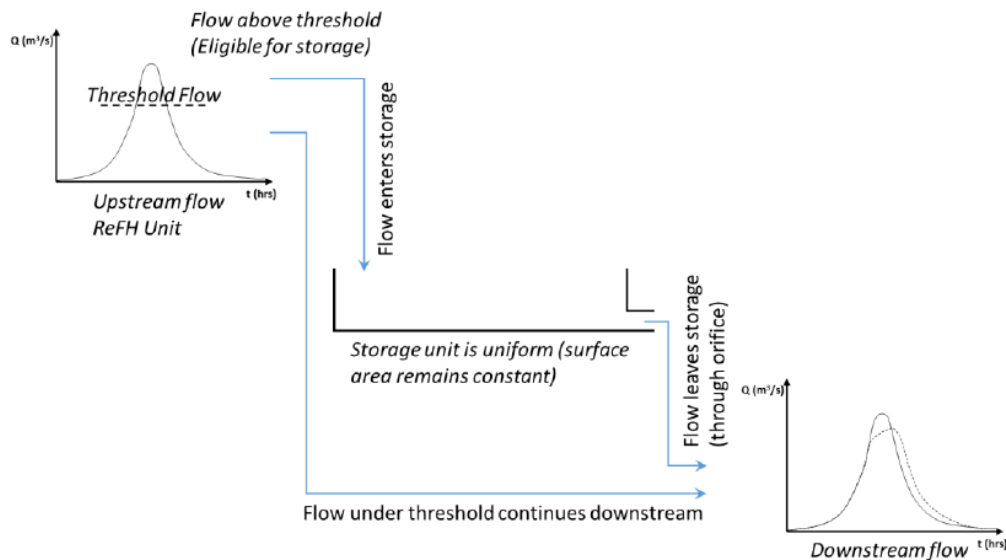 Flow above threshold
(Eligible for storage)
Q (m³/s)
Threshold Flow
t (hrs)
Upstream flow
ReFH Unit
Flow enters storage
Storage unit is uniform (surface
area remains constant)
Flow leaves storage
(through orifice)
Flow under threshold continues downstream
Q (m³/s)
t (hrs)
Downstream flow